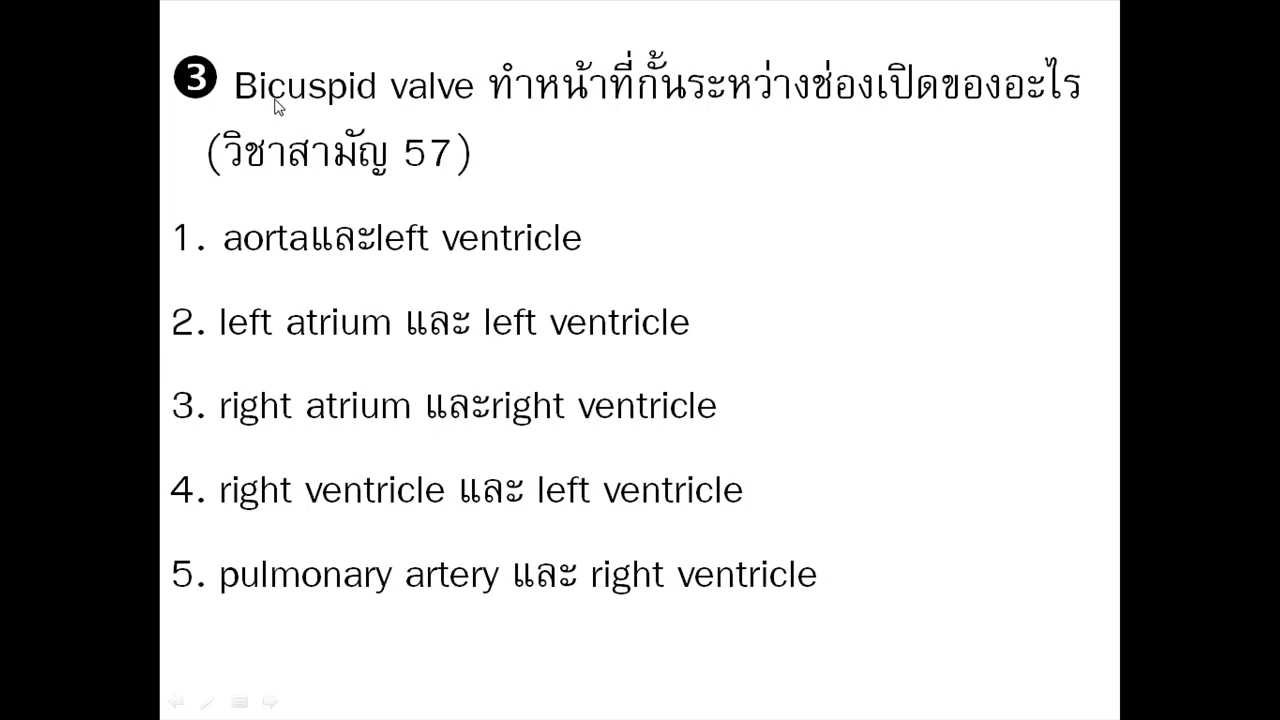 ❸ Bicuspid valve ทำหน้าที่กั้นระหว่างช่องเปิดของอะไร
(วิชาสามัญ 57)
1. aortaและleft ventricle
2. left atrium และ left ventricle
3. right atrium และright ventricle
4. right ventricle และ left ventricle
5. pulmonary artery และ right ventricle